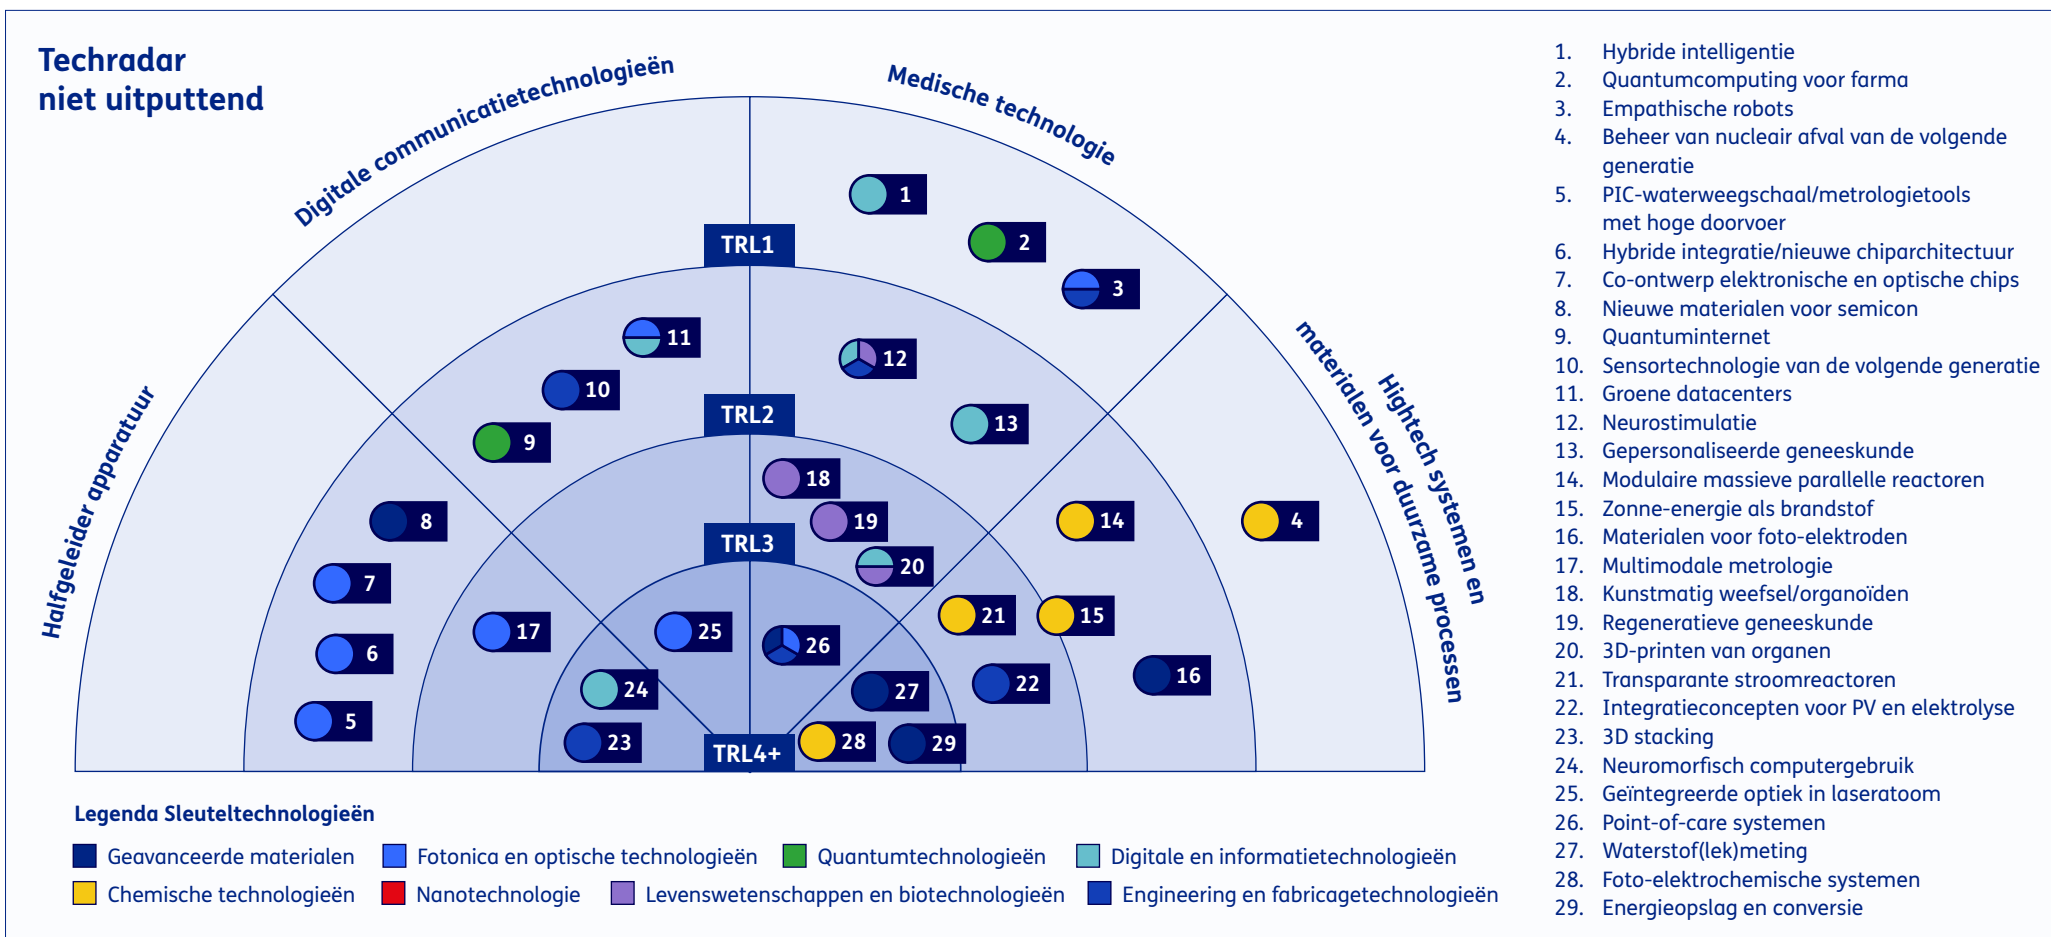 Techradar
niet uitputtend
Halfgeleider apparatuur
Digitale communicatietechnologieën
Medische technologie
Hightech systemen en
materialen voor duurzame processen
TRL1
TRL2
TRL3
TRL4+
1
2
3
11
12
10
13
9
18
8
19
14
4
20
7
21
15
17
25
26
6
16
22
24
27
5
23
28
29
Legenda Sleuteltechnologieën
Geavanceerde materialen
Fotonica en optische technologieën
Quantumtechnologieën
Digitale en informatietechnologieën
Chemische technologieën
Nanotechnologie
Levenswetenschappen en biotechnologieën
Engineering en fabricagetechnologieën
1. Hybride intelligentie
2. Quantumcomputing voor farma
3. Empathische robots
4. Beheer van nucleair afval van de volgende
generatie
5. PIC-waterweegschaal/metrologietools
met hoge doorvoer
6. Hybride integratie/nieuwe chiparchitectuur
7. Co-ontwerp elektronische en optische chips
8. Nieuwe materialen voor semicon
9. Quantuminternet
10. Sensortechnologie van de volgende generatie
11. Groene datacenters
12. Neurostimulatie
13. Gepersonaliseerde geneeskunde
14. Modulaire massieve parallelle reactoren
15. Zonne-energie als brandstof
16. Materialen voor foto-elektroden
17. Multimodale metrologie
18. Kunstmatig weefsel/organoïden
19. Regeneratieve geneeskunde
20. 3D-printen van organen
21. Transparante stroomreactoren
22. Integratieconcepten voor PV en elektrolyse
23. 3D stacking
24. Neuromorfisch computergebruik
25. Geïntegreerde optiek in laseratoom
26. Point-of-care systemen
27. Waterstof(lek)meting
28. Foto-elektrochemische systemen
29. Energieopslag en conversie